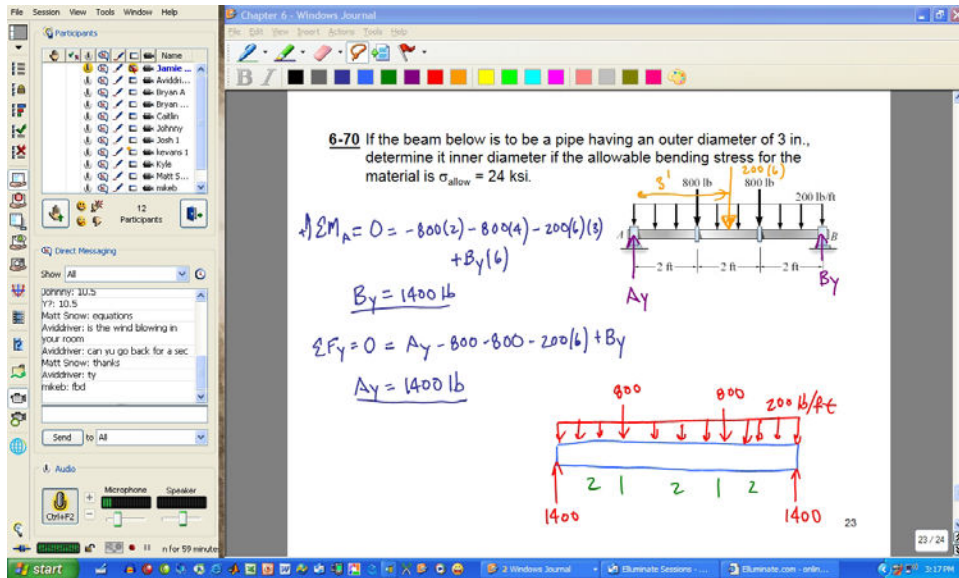 File Session View Tools Window Help
Chapter 6 - Windows Journal
File Edit View Insert Actions Tools Help
Participants
Name
Jamie ...
Aviddri...
Bryan A
Bryan ...
Caitlin
Johnny
Josh 1
kevans 1
Kyle
Matt S...
mkeb
12
Participants
Direct Messaging
Show All
Johnny: 10.5
Y?: 10.5
Matt Snow: equations
Aviddriver: is the wind blowing in
your room
Aviddriver: can yu go back for a sec
Matt Snow: thanks
Aviddriver: ty
mkeb: fbd
Send to All
Audio
Microphone Speaker
Ctrl+F2
n for 59 minute
B I
6-70 If the beam below is to be a pipe having an outer diameter of 3 in.,
determine it inner diameter if the allowable bending stress for the
material is σallow = 24 ksi.
200(6)
3'
800 lb 800 lb
200 lb/ft
A B
2 ft 2 ft 2 ft
Ay By
+ΣMA = 0 = -800(2) - 800(4) - 200(6)(3)
+By(6)
By = 1400 lb
ΣFy = 0 = Ay - 800 - 800 - 200(6) + By
Ay = 1400 lb
800 800 200 lb/ft
2 | 2 | 2
1400 1400
23
23 / 24
start
2 Windows Journal
Elluminate Sessions - ...
Elluminate.com - onlin...
3:17PM